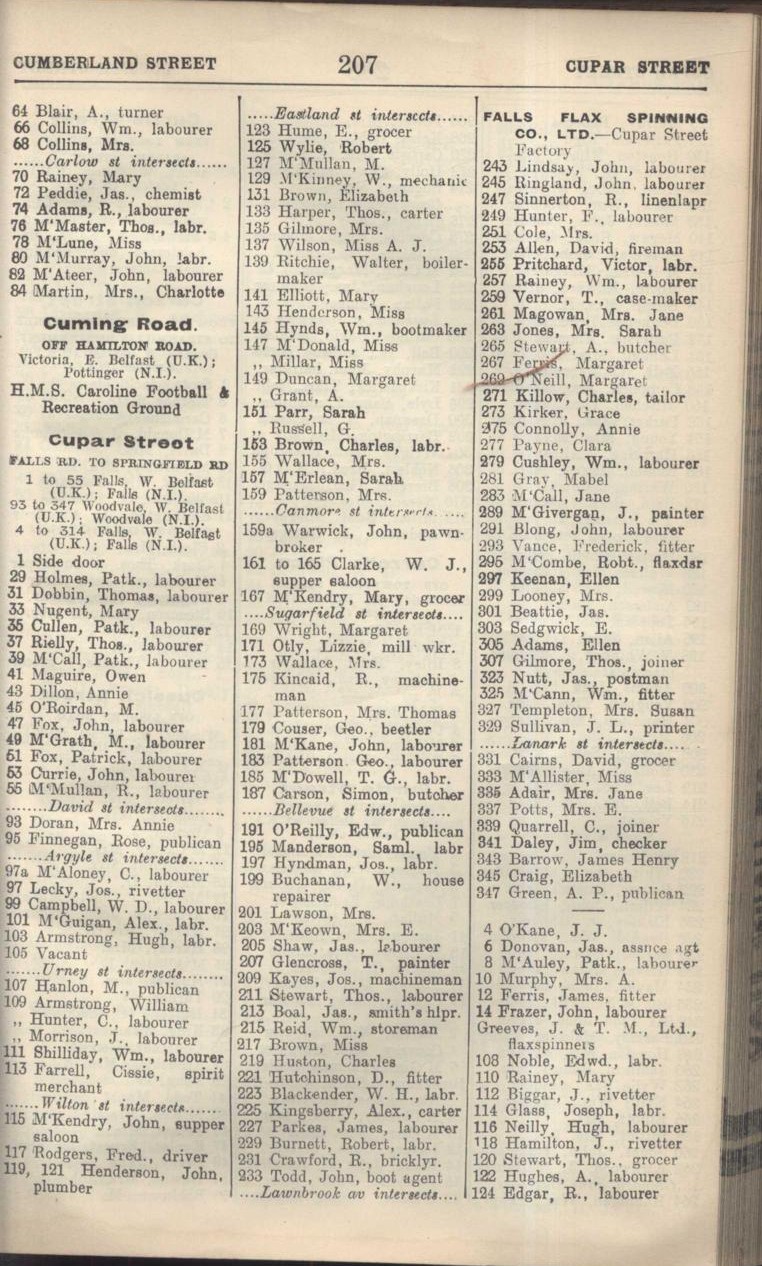 CUMBERLAND STREET 207 CUPAR STREET
64 Blair, A., turner
66 Collins, Wm., labourer
68 Collins, Mrs.
......Carlow st intersects......
70 Rainey, Mary
72 Peddie, Jas., chemist
74 Adams, R., labourer
76 M'Master, Thos., labr.
78 M'Lune, Miss
80 M'Murray, John, labr.
82 M'Ateer, John, labourer
84 Martin, Mrs., Charlotte
Cuming Road.
OFF HAMILTON ROAD.
Victoria, E. Belfast (U.K.);
Pottinger (N.I.).
H.M.S. Caroline Football &
Recreation Ground
Cupar Street
FALLS RD. TO SPRINGFIELD RD
1 to 55 Falls, W. Belfast
(U.K.); Falls (N.I.).
93 to 347 Woodvale, W. Belfast
(U.K.); Woodvale (N.I.).
4 to 314 Falls, W. Belfast
(U.K.); Falls (N.I.).
1 Side door
29 Holmes, Patk., labourer
31 Dobbin, Thomas, labourer
33 Nugent, Mary
35 Cullen, Patk., labourer
37 Rielly, Thos., labourer
39 M'Call, Patk., labourer
41 Maguire, Owen
43 Dillon, Annie
45 O'Roirdan, M.
47 Fox, John, labourer
49 M'Grath, M., labourer
51 Fox, Patrick, labourer
53 Currie, John, labourer
55 M'Mullan, R., labourer
........David st intersects........
93 Doran, Mrs. Annie
95 Finnegan, Rose, publican
.......Argyle st intersects.......
97a M'Aloney, C., labourer
97 Lecky, Jos., rivetter
99 Campbell, W. D., labourer
101 M'Guigan, Alex., labr.
103 Armstrong, Hugh, labr.
105 Vacant
.......Urney st intersects........
107 Hanlon, M., publican
109 Armstrong, William
,, Hunter, C., labourer
,, Morrison, J., labourer
111 Shilliday, Wm., labourer
113 Farrell, Cissie, spirit
merchant
......Wilton st intersects.......
115 M'Kendry, John, supper
saloon
117 Rodgers, Fred., driver
119, 121 Henderson, John,
plumber
.....Eastland st intersects......
123 Hume, E., grocer
125 Wylie, Robert
127 M'Mullan, M.
129 M'Kinney, W., mechanic
131 Brown, Elizabeth
133 Harper, Thos., carter
135 Gilmore, Mrs.
137 Wilson, Miss A. J.
139 Ritchie, Walter, boiler-
maker
141 Elliott, Mary
143 Henderson, Miss
145 Hynds, Wm., bootmaker
147 M'Donald, Miss
,, Millar, Miss
149 Duncan, Margaret
,, Grant, A.
151 Parr, Sarah
,, Russell, G.
153 Brown, Charles, labr.
155 Wallace, Mrs.
157 M'Erlean, Sarah
159 Patterson, Mrs.
......Canmore st intersects......
159a Warwick, John, pawn-
broker
161 to 165 Clarke, W. J.,
supper saloon
167 M'Kendry, Mary, grocer
....Sugarfield st intersects....
169 Wright, Margaret
171 Otly, Lizzie, mill wkr.
173 Wallace, Mrs.
175 Kincaid, R., machine-
man
177 Patterson, Mrs. Thomas
179 Couser, Geo., beetler
181 M'Kane, John, labourer
183 Patterson Geo., labourer
185 M'Dowell, T. G., labr.
187 Carson, Simon, butcher
......Bellevue st intersects....
191 O'Reilly, Edw., publican
195 Manderson, Saml., labr
197 Hyndman, Jos., labr.
199 Buchanan, W., house
repairer
201 Lawson, Mrs.
203 M'Keown, Mrs. E.
205 Shaw, Jas., labourer
207 Glencross, T., painter
209 Kayes, Jos., machineman
211 Stewart, Thos., labourer
213 Boal, Jas., smith's hlpr.
215 Reid, Wm., storeman
217 Brown, Miss
219 Huston, Charles
221 Hutchinson, D., fitter
223 Blackender, W. H., labr.
225 Kingsberry, Alex., carter
227 Parkes, James, labourer
229 Burnett, Robert, labr.
231 Crawford, R., bricklyr.
233 Todd, John, boot agent
....Lawnbrook av intersects....
FALLS FLAX SPINNING
CO., LTD.—Cupar Street
Factory
243 Lindsay, John, labourer
245 Ringland, John, labourer
247 Sinnerton, R., linenlapr
249 Hunter, F., labourer
251 Cole, Mrs.
253 Allen, David, fireman
255 Pritchard, Victor, labr.
257 Rainey, Wm., labourer
259 Vernor, T., case-maker
261 Magowan, Mrs. Jane
263 Jones, Mrs. Sarah
265 Stewart, A., butcher
267 Ferris, Margaret
269 O'Neill, Margaret
271 Killow, Charles, tailor
273 Kirker, Grace
275 Connolly, Annie
277 Payne, Clara
279 Cushley, Wm., labourer
281 Gray, Mabel
283 M'Call, Jane
289 M'Givergan, J., painter
291 Blong, John, labourer
293 Vance, Frederick, fitter
295 M'Combe, Robt., flaxdsr
297 Keenan, Ellen
299 Looney, Mrs.
301 Beattie, Jas.
303 Sedgwick, E.
305 Adams, Ellen
307 Gilmore, Thos., joiner
323 Nutt, Jas., postman
325 M'Cann, Wm., fitter
327 Templeton, Mrs. Susan
329 Sullivan, J. L., printer
......Lanark st intersects....
331 Cairns, David, grocer
333 M'Allister, Miss
335 Adair, Mrs. Jane
337 Potts, Mrs. E.
339 Quarrell, C., joiner
341 Daley, Jim, checker
343 Barrow, James Henry
345 Craig, Elizabeth
347 Green, A. P., publican
4 O'Kane, J. J.
6 Donovan, Jas., assnce agt
8 M'Auley, Patk., labourer
10 Murphy, Mrs. A.
12 Ferris, James, fitter
14 Frazer, John, labourer
Greeves, J. & T. M., Ltd.,
flaxspinners
108 Noble, Edwd., labr.
110 Rainey, Mary
112 Biggar, J., rivetter
114 Glass, Joseph, labr.
116 Neilly, Hugh, labourer
118 Hamilton, J., rivetter
120 Stewart, Thos., grocer
122 Hughes, A., labourer
124 Edgar, R., labourer